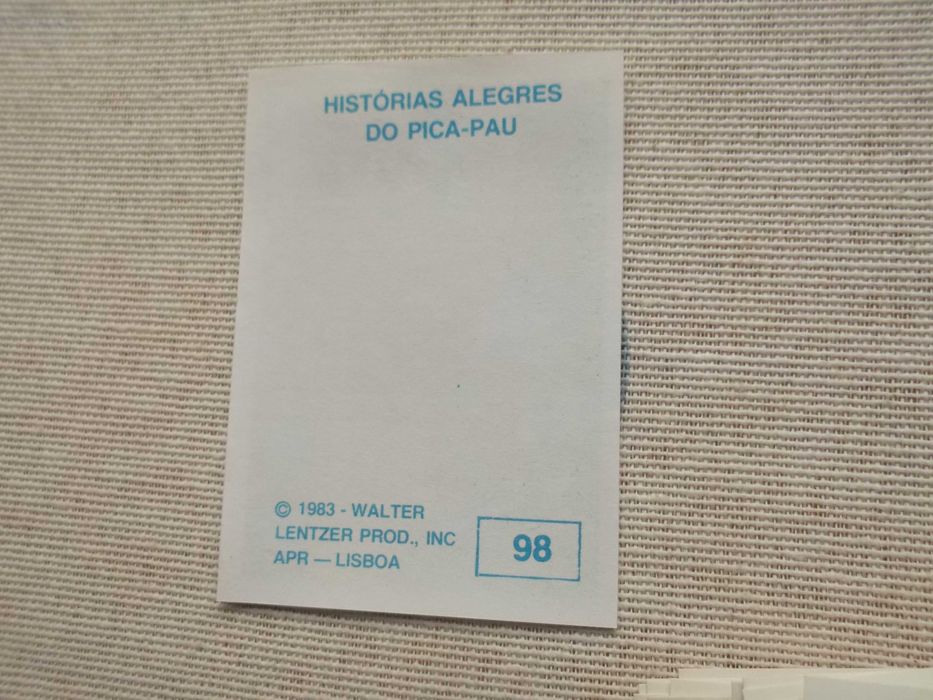 HISTÓRIAS ALEGRES
DO PICA-PAU
© 1983 - WALTER
LENTZER PROD., INC
APR — LISBOA
98